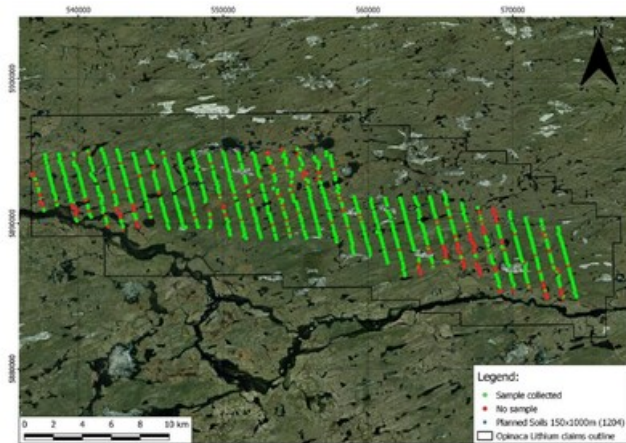 540000 550000 560000 570000
N
5900000
5890000
5880000
Legend:
Sample collected
No sample
Planned Soils 150x1000m (1204)
Opinaca Lithium claims outline
0 2 4 6 8 10 km